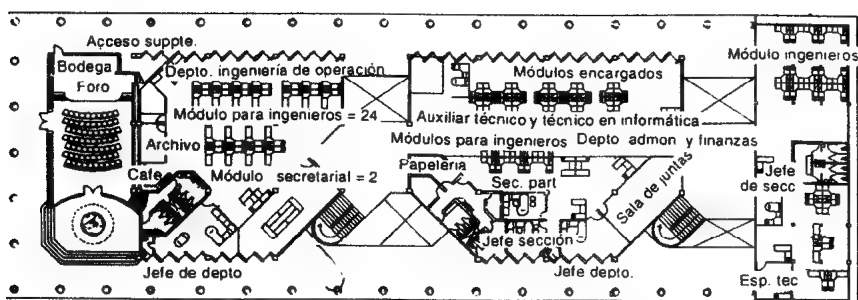 Acceso suppte.
Bodega
Foro
Depto. ingeniería de operación
Módulo para ingenieros = 24
Archivo
Cafe
Módulo secretarial = 2
Jefe de depto
Módulos encargados
Auxiliar técnico y técnico en informática
Módulos para ingenieros
Depto admon y finanzas
Papelería
Sec. part
Sala de juntas
Jefe sección
Jefe depto.
Módulo ingenieros
Jefe
de secc
Esp. tec